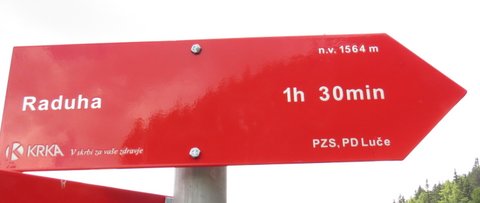 n.v. 1564 m
Raduha 1h 30min
KRKA V skrbi za vaše zdravje
PZS, PD Luče